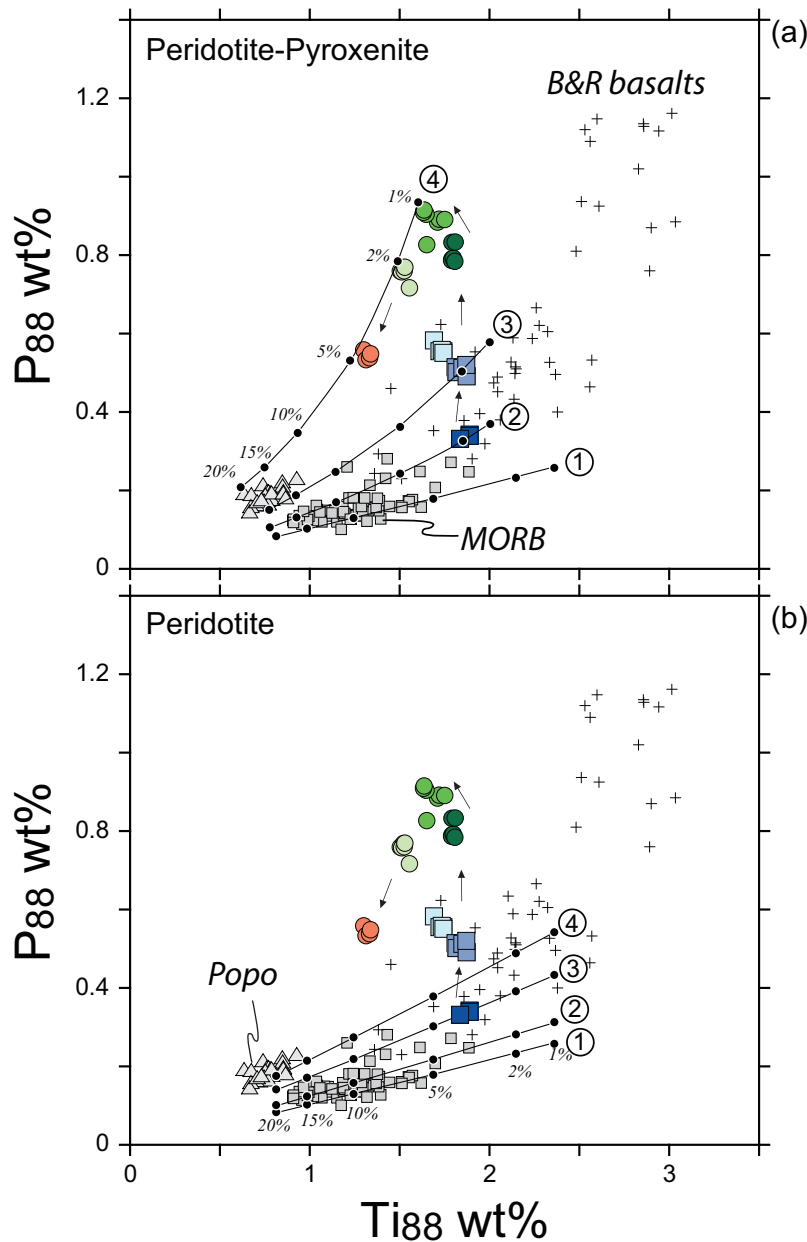 (a)
Peridotite-Pyroxenite
B&R basalts
1.2
1%
4
2%
0.8
P88 wt%
3
5%
0.4
10%
2
15%
1
20%
MORB
0
(b)
Peridotite
1.2
0.8
P88 wt%
4
3
Popo
0.4
2
1
1%
2%
5%
10%
15%
20%
0
0 1 2 3
Ti88 wt%